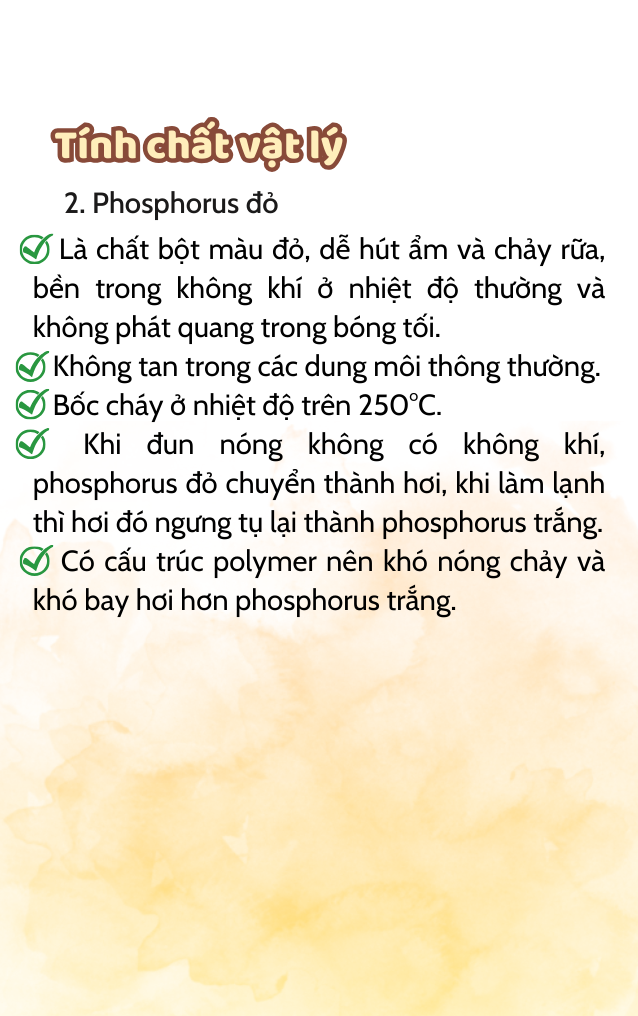 Tính chất vật lý
2. Phosphorus đỏ
Là chất bột màu đỏ, dễ hút ẩm và chảy rữa,
bền trong không khí ở nhiệt độ thường và
không phát quang trong bóng tối.
Không tan trong các dung môi thông thường.
Bốc cháy ở nhiệt độ trên 250°C.
Khi đun nóng không có không khí,
phosphorus đỏ chuyển thành hơi, khi làm lạnh
thì hơi đó ngưng tụ lại thành phosphorus trắng.
Có cấu trúc polymer nên khó nóng chảy và
khó bay hơi hơn phosphorus trắng.